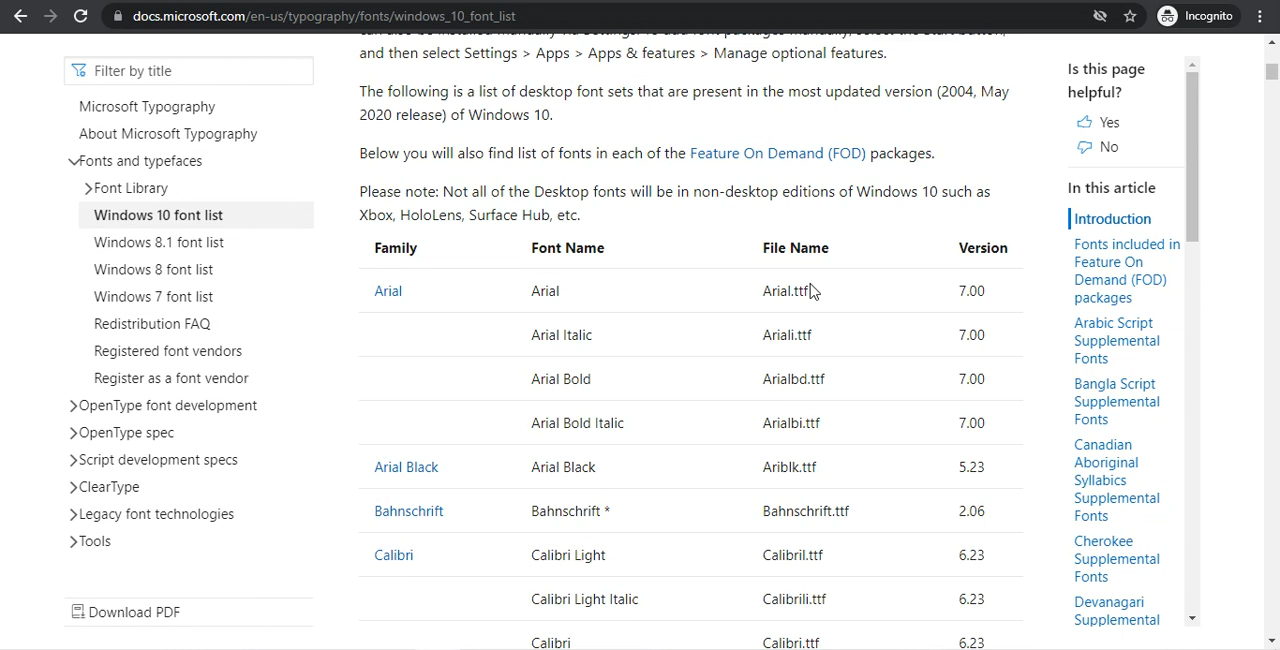 docs.microsoft.com/en-us/typography/fonts/windows_10_font_list
Incognito
Filter by title
Microsoft Typography
About Microsoft Typography
Fonts and typefaces
Font Library
Windows 10 font list
Windows 8.1 font list
Windows 8 font list
Windows 7 font list
Redistribution FAQ
Registered font vendors
Register as a font vendor
OpenType font development
OpenType spec
Script development specs
ClearType
Legacy font technologies
Tools
Download PDF
and then select Settings > Apps > Apps & features > Manage optional features.
The following is a list of desktop font sets that are present in the most updated version (2004, May
2020 release) of Windows 10.
Below you will also find list of fonts in each of the Feature On Demand (FOD) packages.
Please note: Not all of the Desktop fonts will be in non-desktop editions of Windows 10 such as
Xbox, HoloLens, Surface Hub, etc.
Family Font Name File Name Version
Arial Arial Arial.ttf 7.00
Arial Italic Ariali.ttf 7.00
Arial Bold Arialbd.ttf 7.00
Arial Bold Italic Arialbi.ttf 7.00
Arial Black Arial Black Ariblk.ttf 5.23
Bahnschrift Bahnschrift * Bahnschrift.ttf 2.06
Calibri Calibri Light Calibril.ttf 6.23
Calibri Light Italic Calibrili.ttf 6.23
Calibri Calibri.ttf 6.23
Is this page
helpful?
Yes
No
In this article
Introduction
Fonts included in
Feature On
Demand (FOD)
packages
Arabic Script
Supplemental
Fonts
Bangla Script
Supplemental
Fonts
Canadian
Aboriginal
Syllabics
Supplemental
Fonts
Cherokee
Supplemental
Fonts
Devanagari
Supplemental